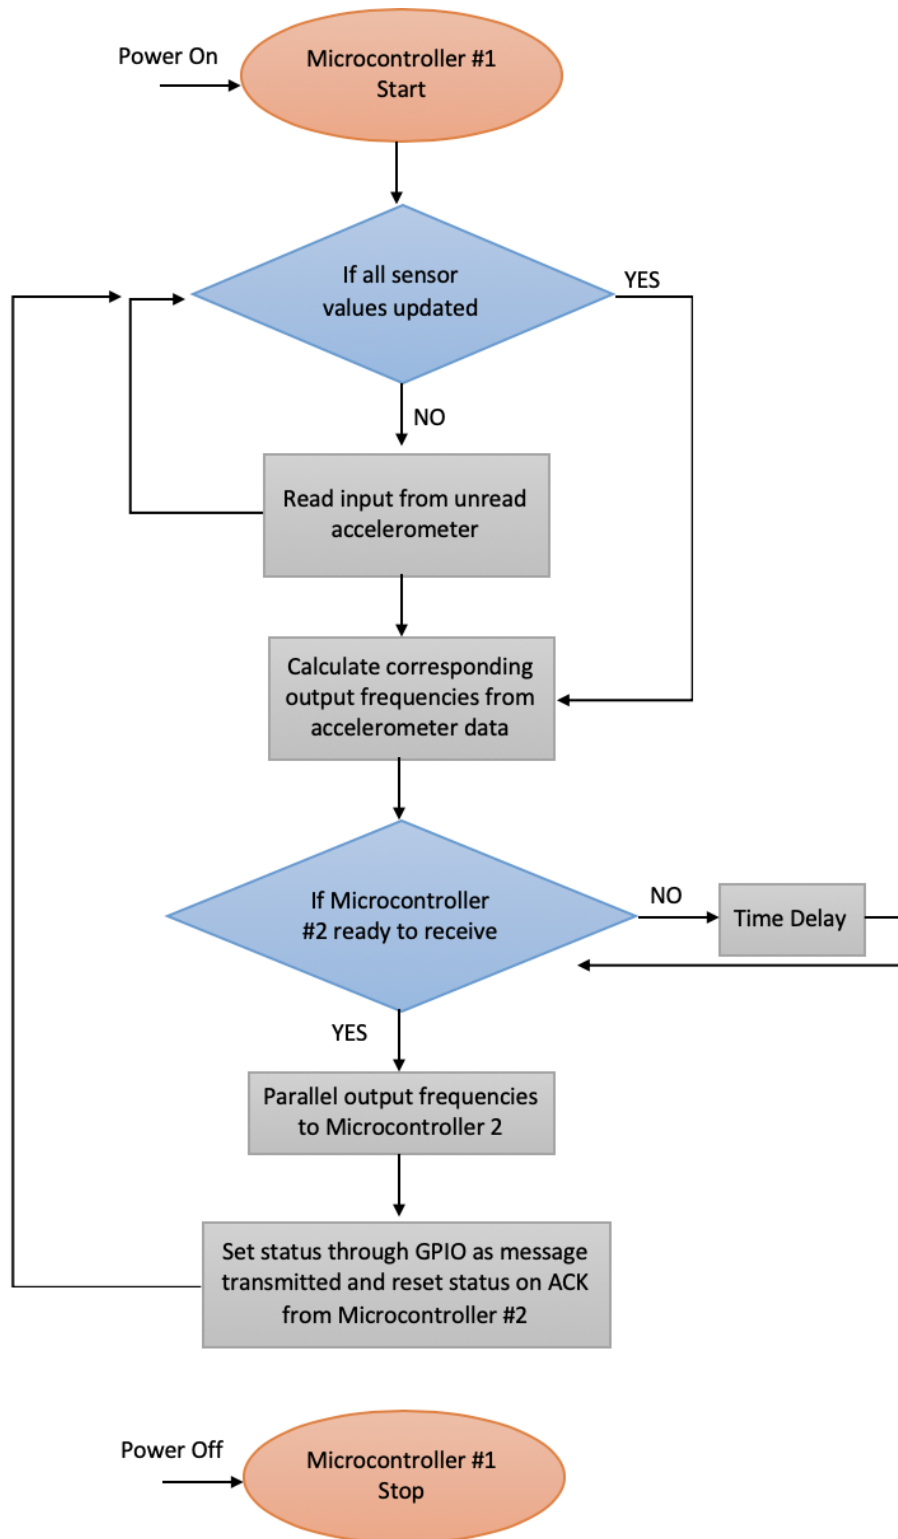 Power On
Microcontroller #1
Start
If all sensor
values updated
YES
NO
Read input from unread
accelerometer
Calculate corresponding
output frequencies from
accelerometer data
If Microcontroller
#2 ready to receive
NO
Time Delay
YES
Parallel output frequencies
to Microcontroller 2
Set status through GPIO as message
transmitted and reset status on ACK
from Microcontroller #2
Power Off
Microcontroller #1
Stop